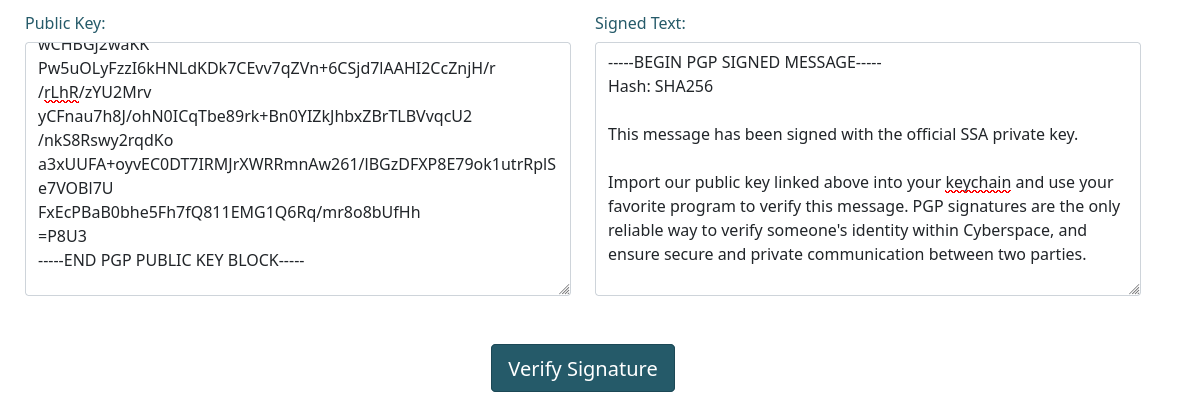 Public Key:
wCHBGj2waKK
Pw5uOLyFzzI6kHNLdKDk7CEvv7qZVn+6CSjd7lAAHI2CcZnjH/r
/rLhR/zYU2Mrv
yCFnau7h8J/ohN0ICqTbe89rk+Bn0YIZkJhbxZBrTLBVvqcU2
/nkS8Rswy2rqdKo
a3xUUFA+oyvEC0DT7IRMJrXWRRmnAw261/lBGzDFXP8E79ok1utrRplS
e7VOBl7U
FxEcPBaB0bhe5Fh7fQ811EMG1Q6Rq/mr8o8bUfHh
=P8U3
-----END PGP PUBLIC KEY BLOCK-----
Signed Text:
-----BEGIN PGP SIGNED MESSAGE-----
Hash: SHA256
This message has been signed with the official SSA private key.
Import our public key linked above into your keychain and use your
favorite program to verify this message. PGP signatures are the only
reliable way to verify someone's identity within Cyberspace, and
ensure secure and private communication between two parties.
Verify Signature